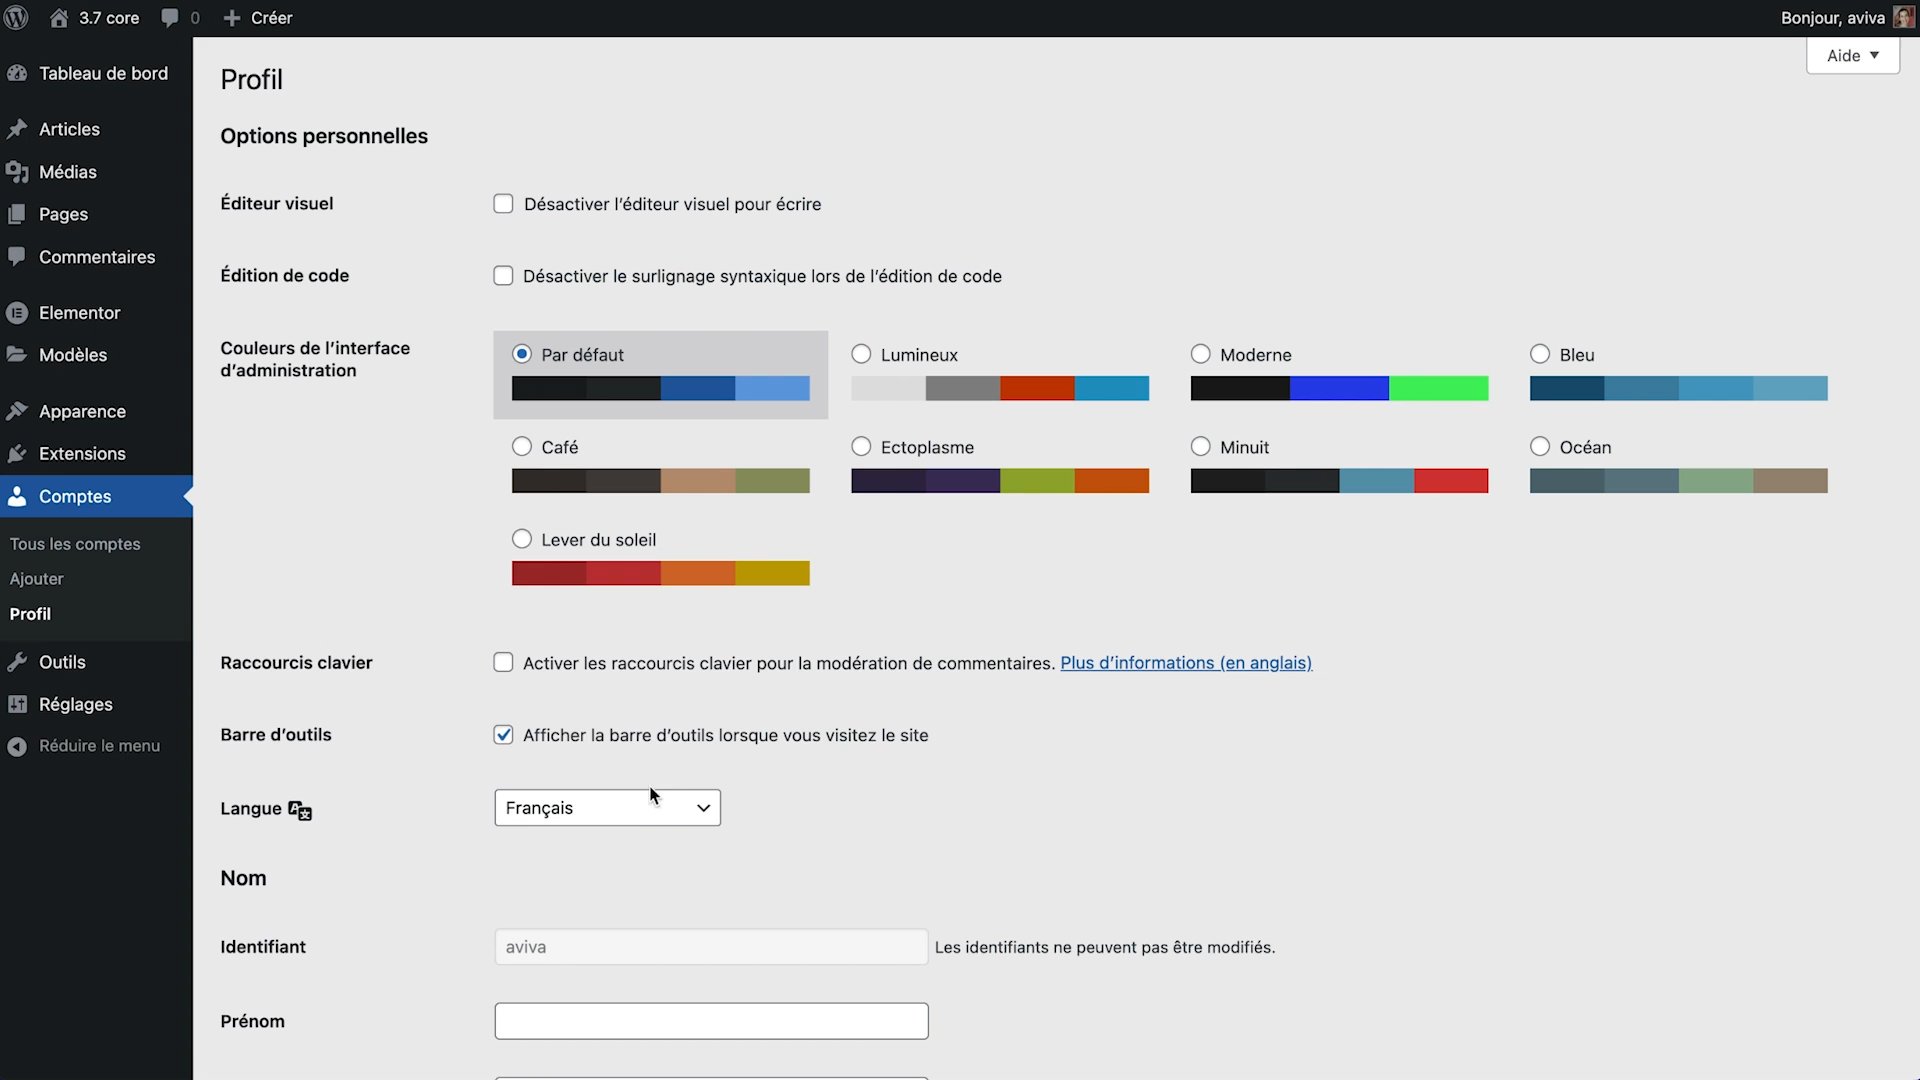 3.7 core
0
Créer
Bonjour, aviva
Aide
Tableau de bord
Articles
Médias
Pages
Commentaires
Elementor
Modèles
Apparence
Extensions
Comptes
Tous les comptes
Ajouter
Profil
Outils
Réglages
Réduire le menu
Profil
Options personnelles
Éditeur visuel
Désactiver l’éditeur visuel pour écrire
Édition de code
Désactiver le surlignage syntaxique lors de l’édition de code
Couleurs de l’interface
d’administration
Par défaut
Lumineux
Moderne
Bleu
Café
Ectoplasme
Minuit
Océan
Lever du soleil
Raccourcis clavier
Activer les raccourcis clavier pour la modération de commentaires. Plus d’informations (en anglais)
Barre d’outils
Afficher la barre d’outils lorsque vous visitez le site
Langue
Français
Nom
Identifiant
aviva
Les identifiants ne peuvent pas être modifiés.
Prénom